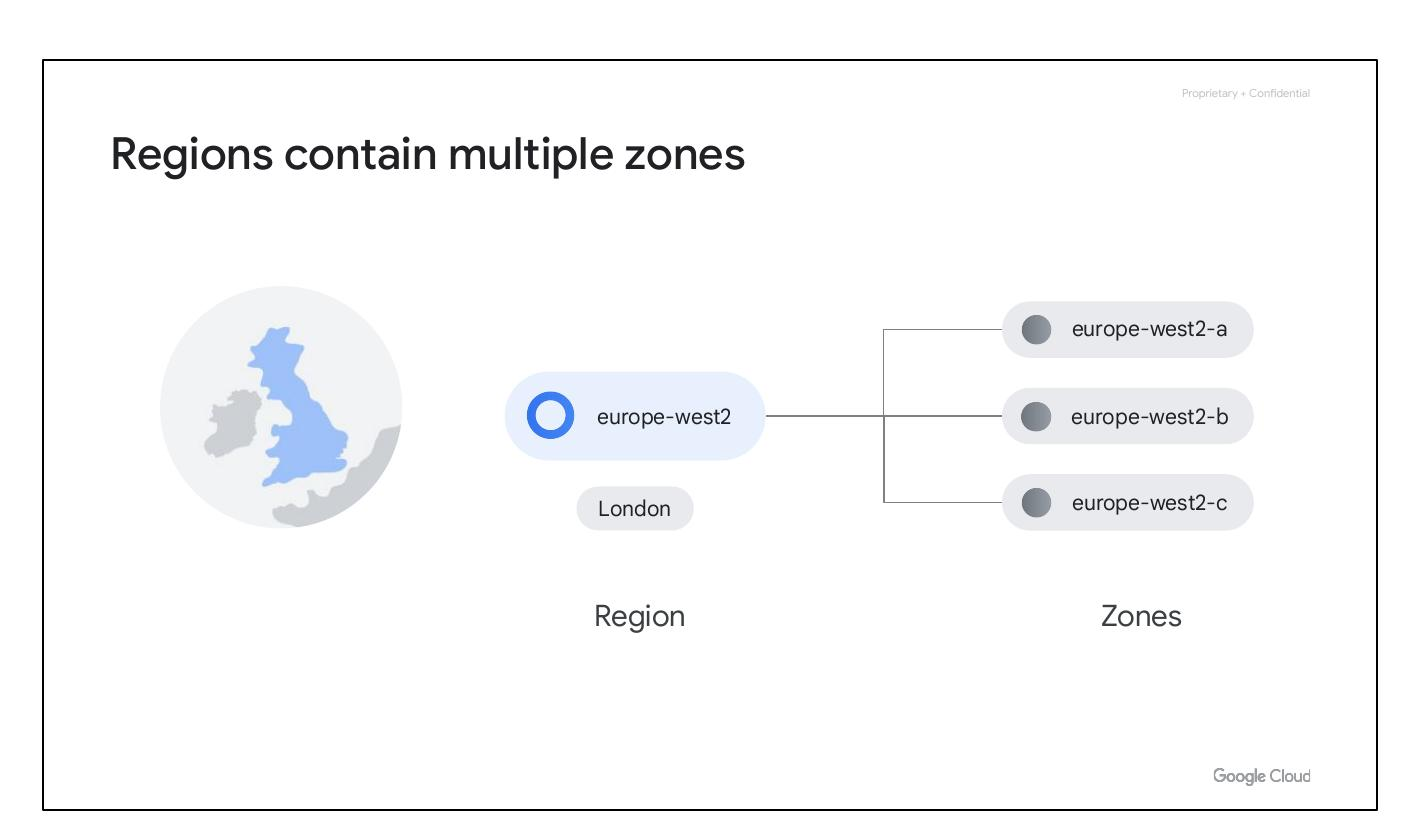 Proprietary + Confidential
Regions contain multiple zones
europe-west2
London
Region
europe-west2-a
europe-west2-b
europe-west2-c
Zones
Google Cloud